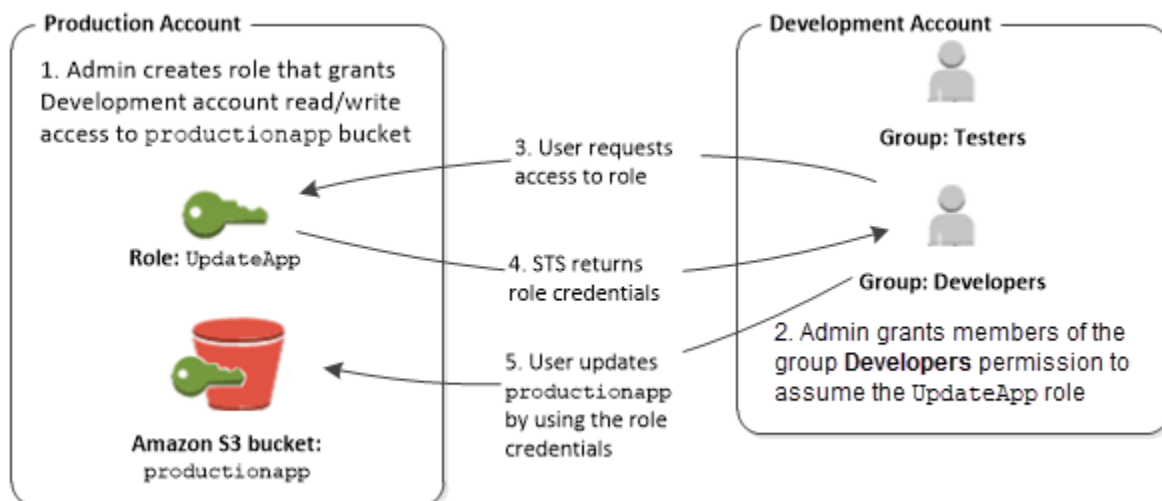 Production Account
1. Admin creates role that grants
Development account read/write
access to productionapp bucket
Role: UpdateApp
Amazon S3 bucket:
productionapp
3. User requests
access to role
4. STS returns
role credentials
5. User updates
productionapp
by using the role
credentials
Development Account
Group: Testers
Group: Developers
2. Admin grants members of the
group Developers permission to
assume the UpdateApp role